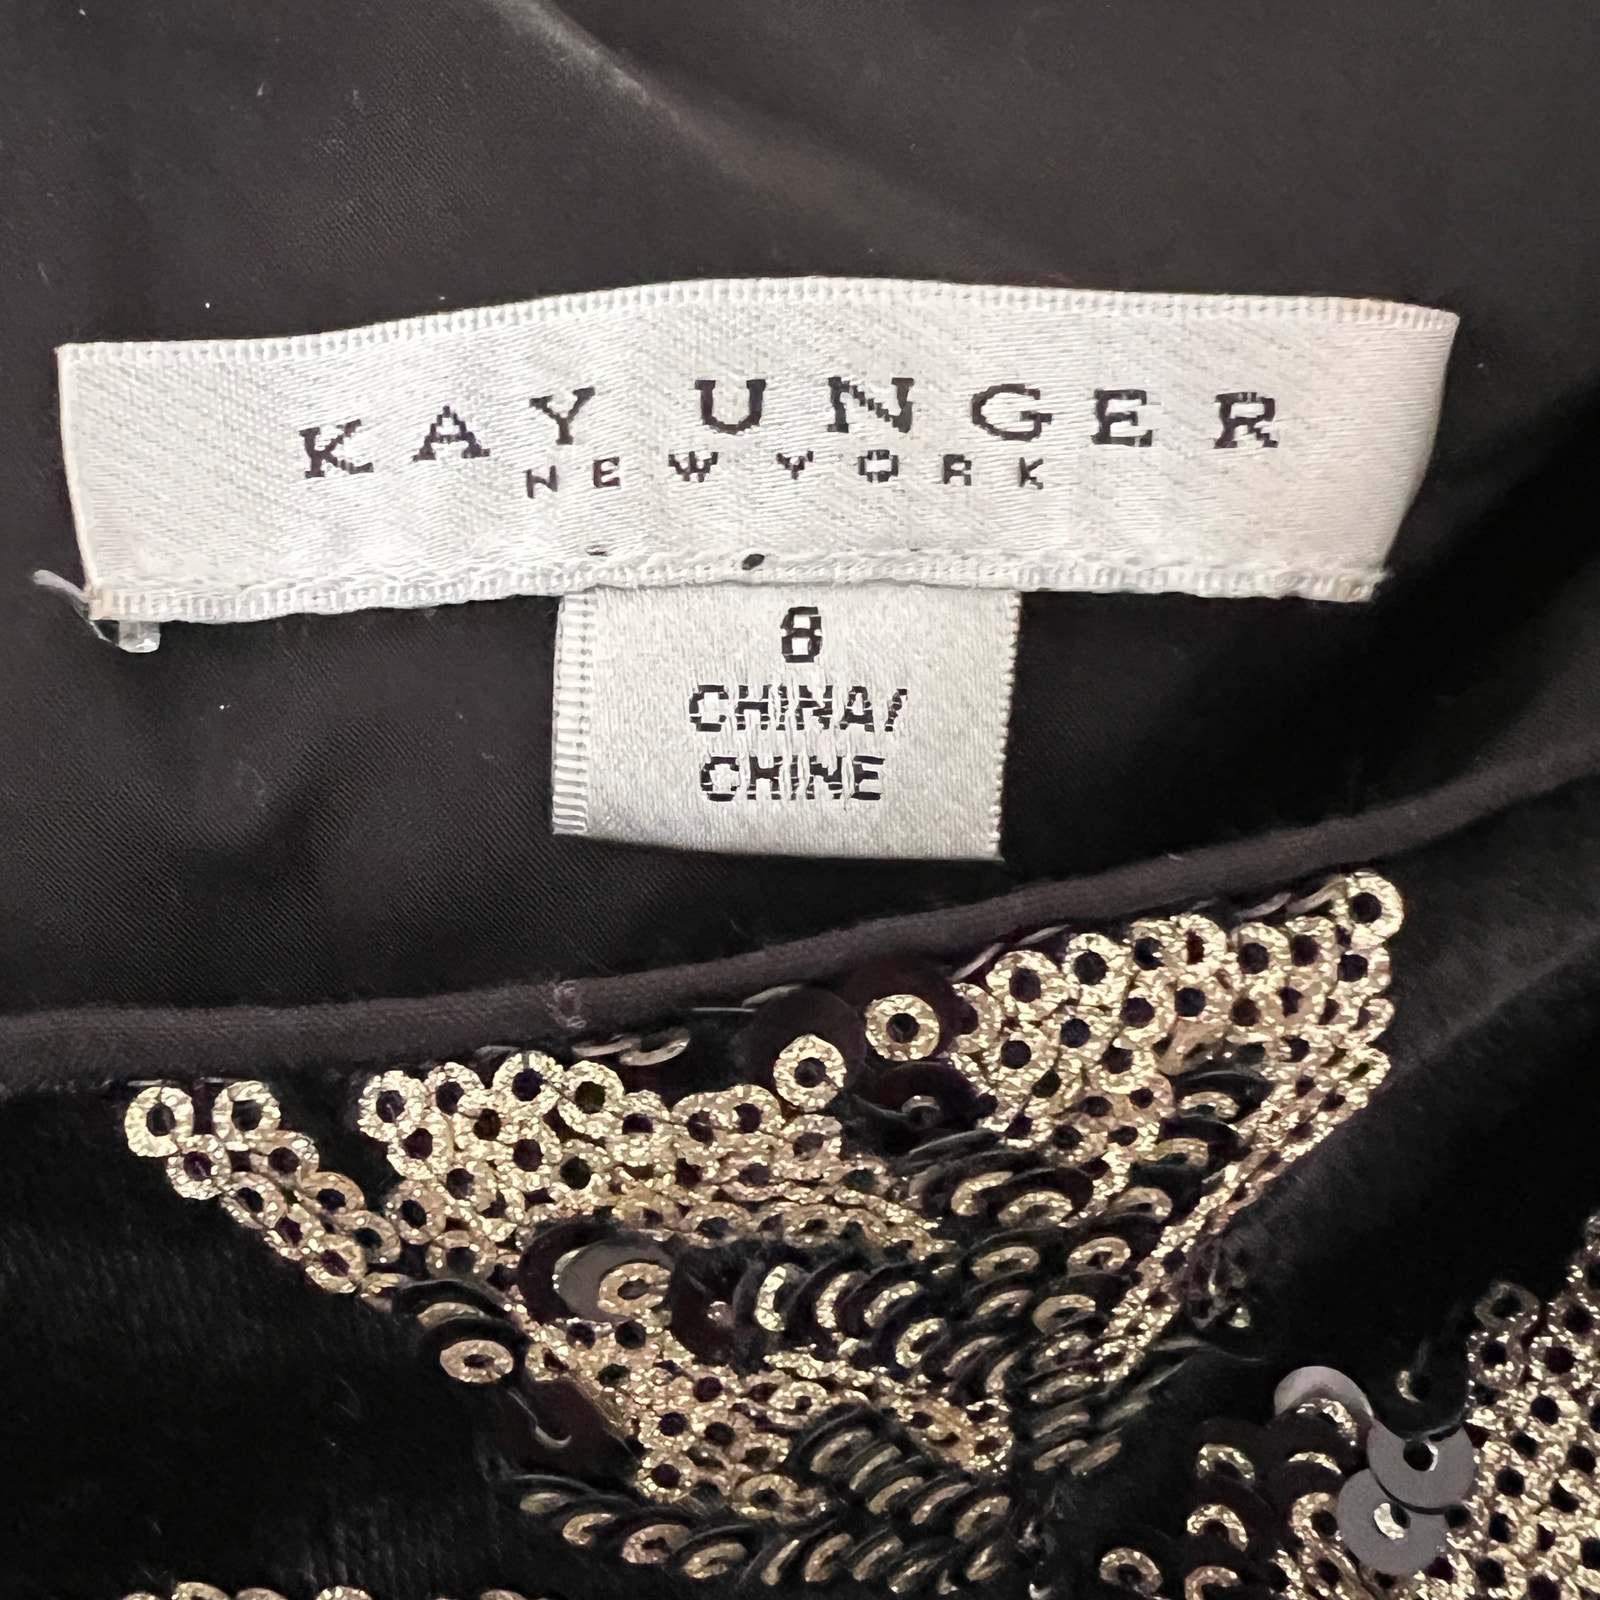 KAY UNGER
NEW YORK
8
CHINA/
CHINE